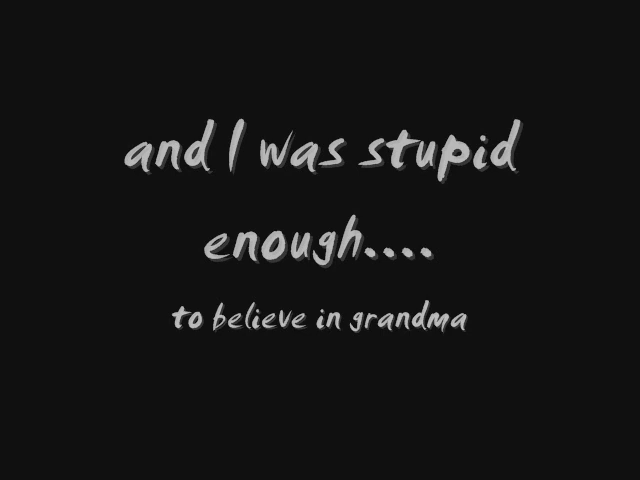 and I was stupid
enough....
to believe in grandma